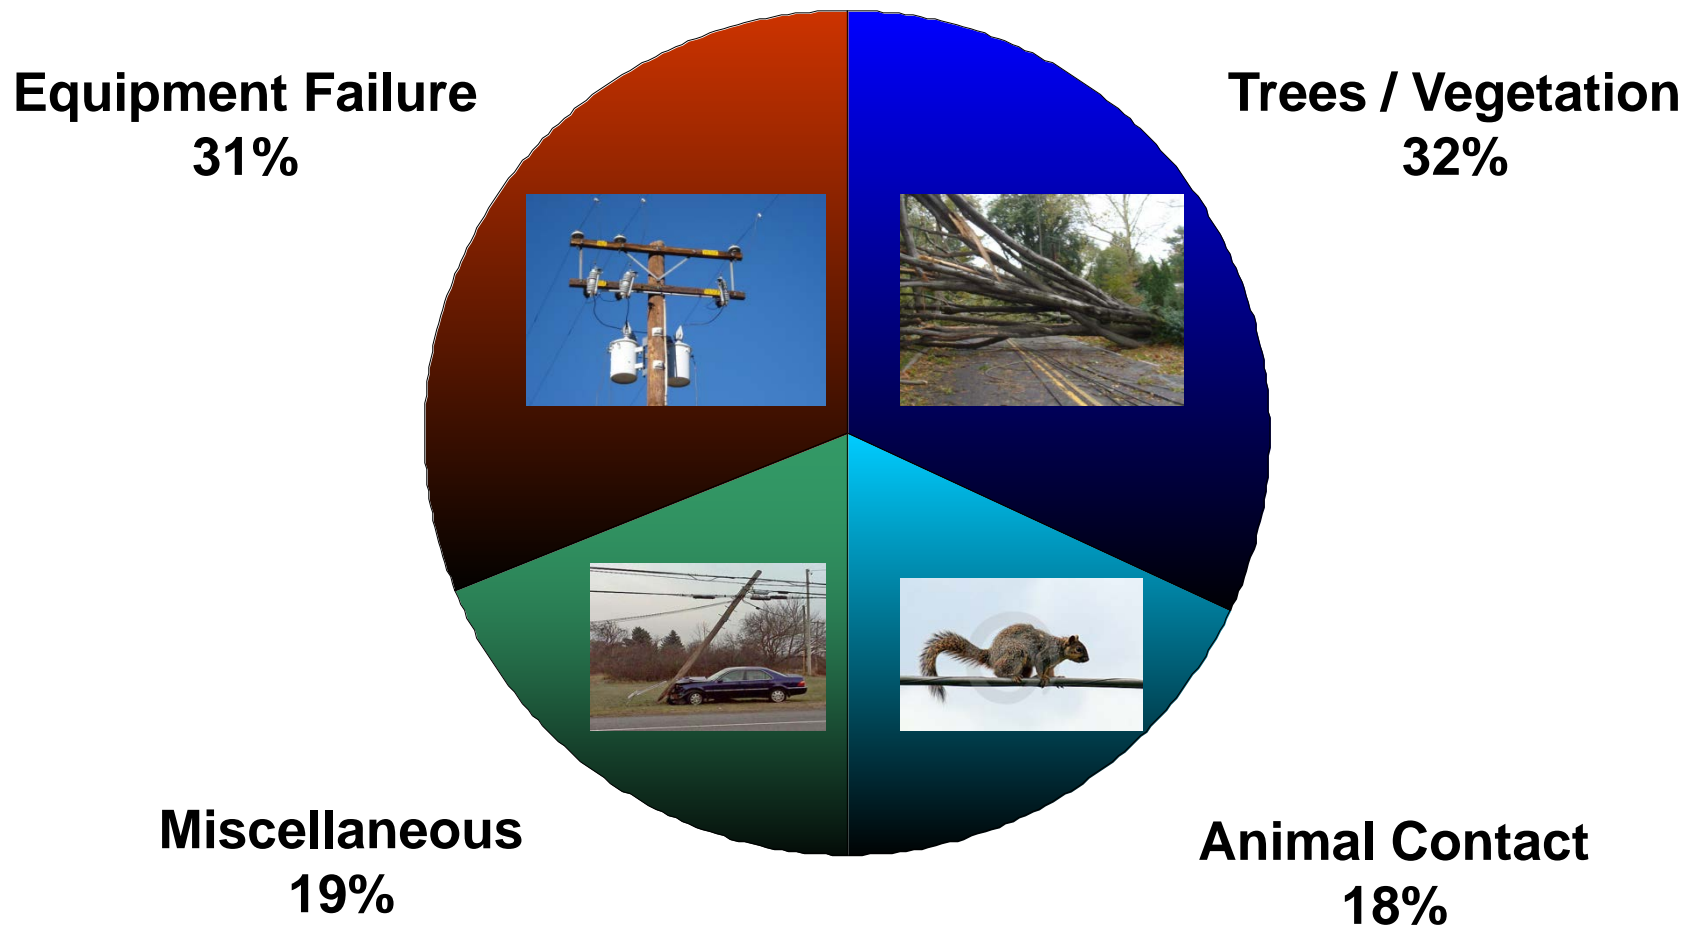 Equipment Failure
31%
Trees / Vegetation
32%
Miscellaneous
19%
Animal Contact
18%